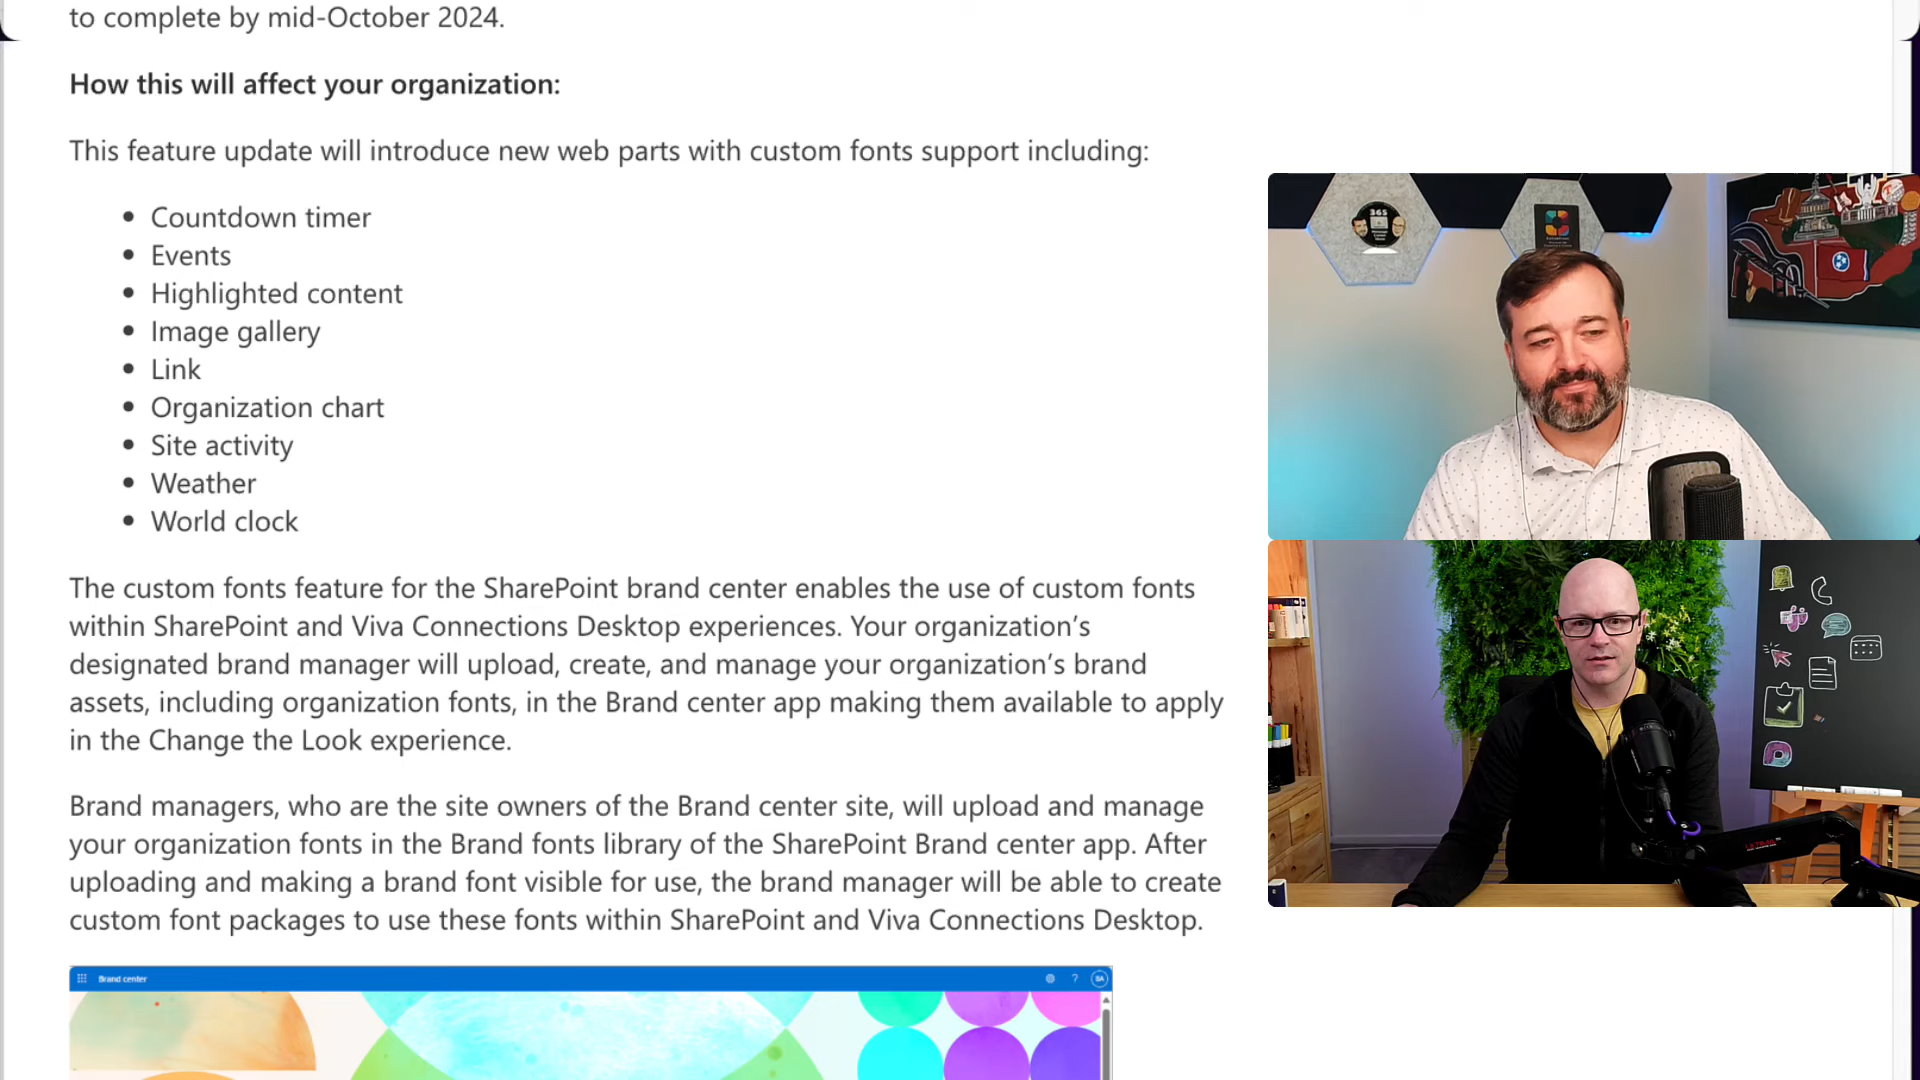 to complete by mid-October 2024.
How this will affect your organization:
This feature update will introduce new web parts with custom fonts support including:
• Countdown timer
• Events
• Highlighted content
• Image gallery
• Link
• Organization chart
• Site activity
• Weather
• World clock
The custom fonts feature for the SharePoint brand center enables the use of custom fonts
within SharePoint and Viva Connections Desktop experiences. Your organization’s
designated brand manager will upload, create, and manage your organization’s brand
assets, including organization fonts, in the Brand center app making them available to apply
in the Change the Look experience.
Brand managers, who are the site owners of the Brand center site, will upload and manage
your organization fonts in the Brand fonts library of the SharePoint Brand center app. After
uploading and making a brand font visible for use, the brand manager will be able to create
custom font packages to use these fonts within SharePoint and Viva Connections Desktop.
Brand center
?
BA
365